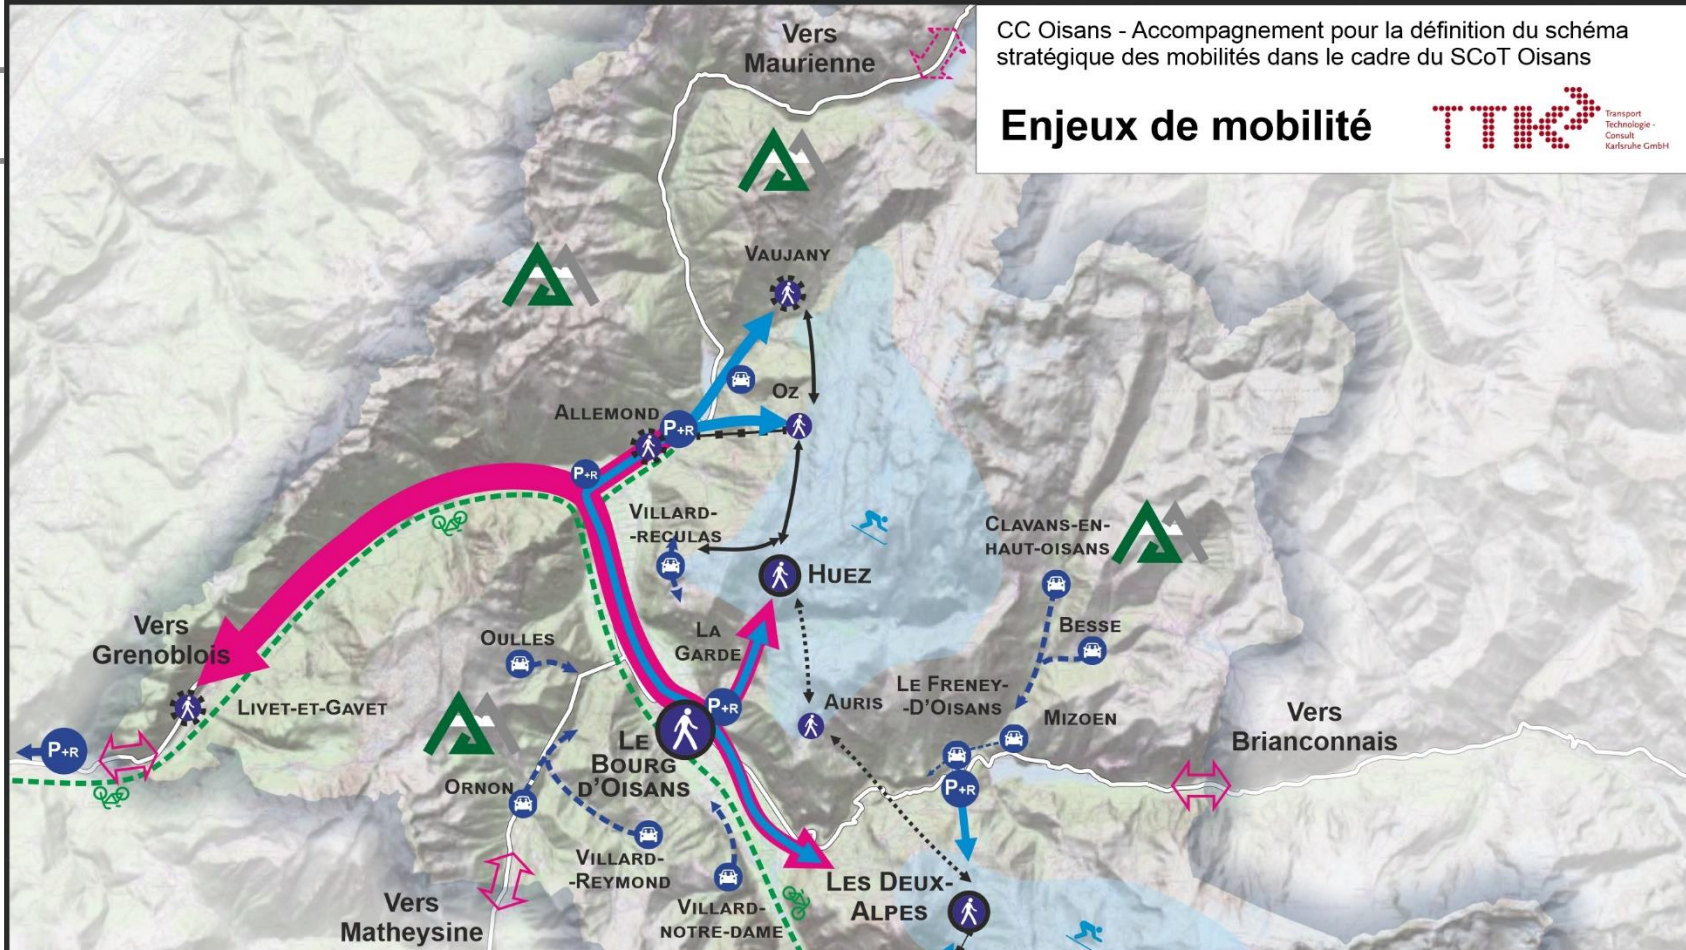 CC Oisans - Accompagnement pour la définition du schéma
stratégique des mobilités dans le cadre du SCoT Oisans
Enjeux de mobilité
TTK
Transport
Technologie -
Consult
Karlsruhe GmbH
Vers
Maurienne
VAUJANY
OZ
ALLEMOND
P+R
P+R
VILLARD-
-RECULAS
CLAVANS-EN-
HAUT-OISANS
HUEZ
BESSE
Vers
Grenoblois
OULLES
LA
GARDE
LE FRENEY-
-D'OISANS
LIVET-ET-GAVET
P+R
AURIS
MIZOEN
Vers
Brianconnais
P+R
LE
BOURG
D'OISANS
ORNON
P+R
VILLARD-
-REYMOND
VILLARD-
NOTRE-DAME
LES DEUX-
ALPES
Vers
Matheysine